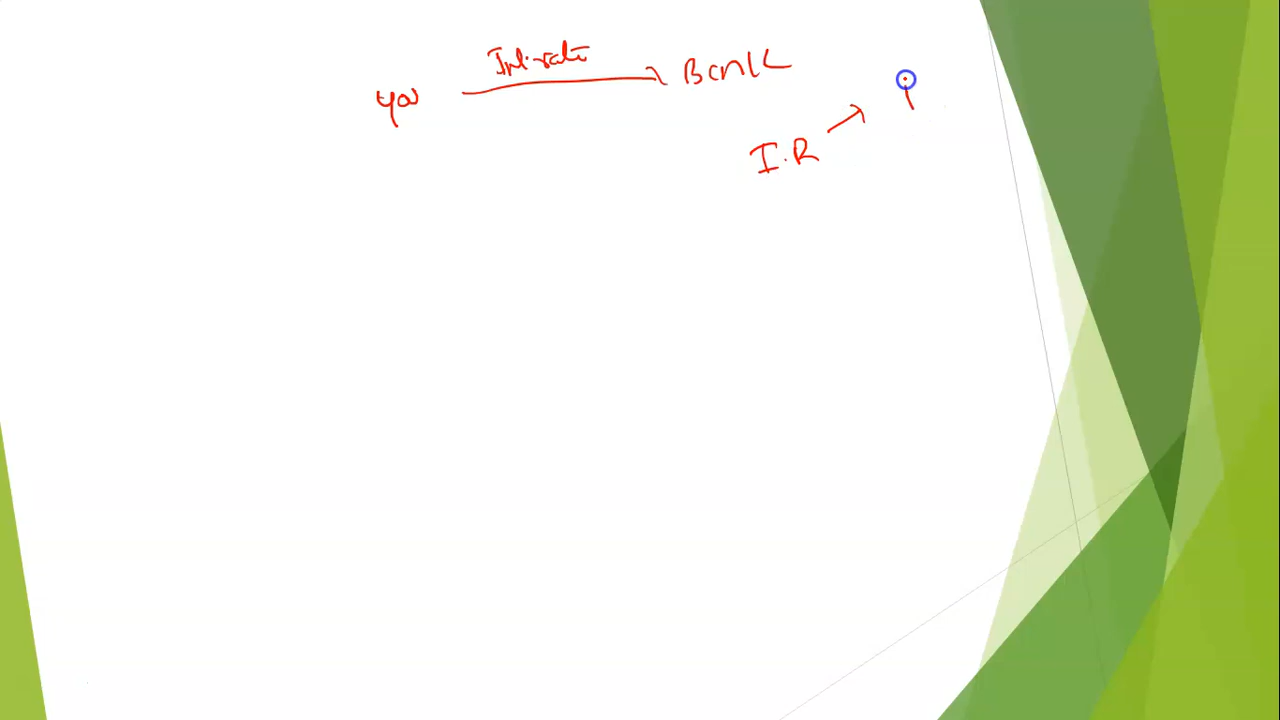 you Int. rate → Bank
I.R →